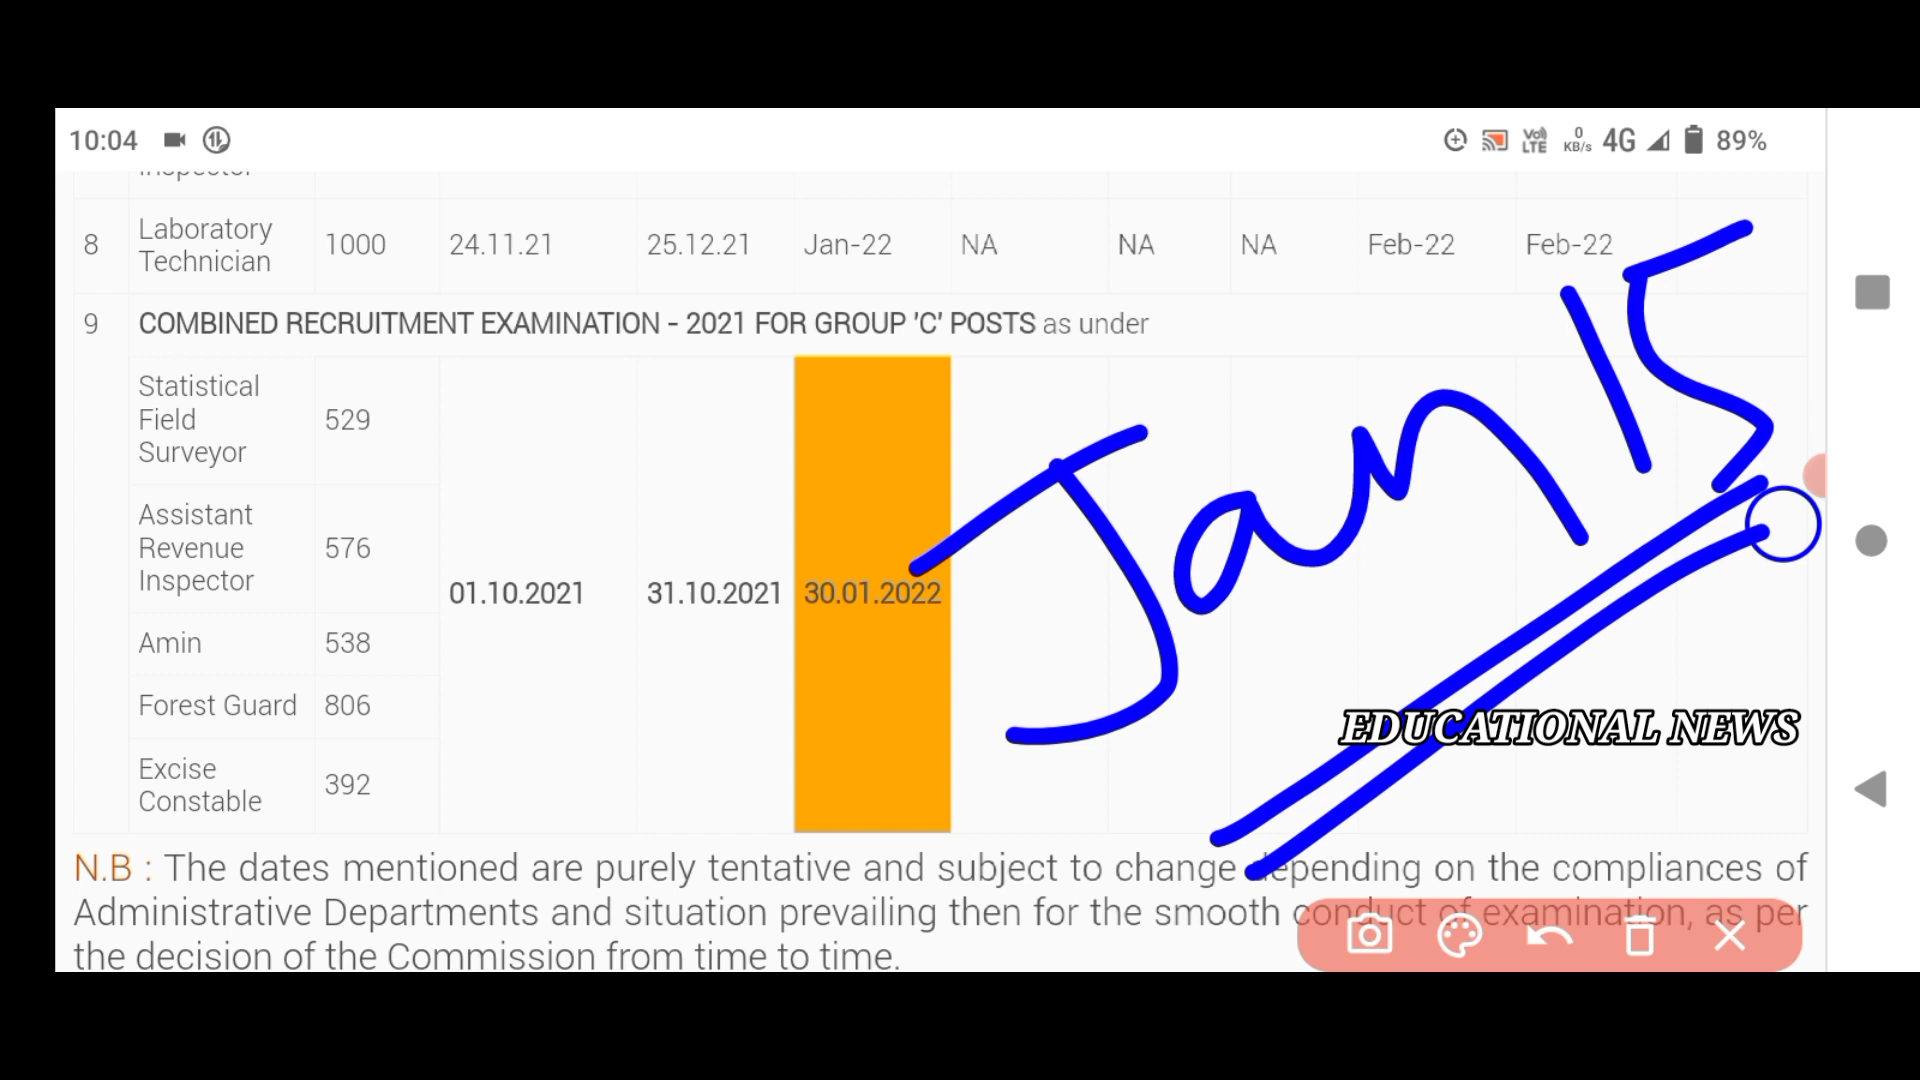 10:04 Vo) LTE 0 KB/s 4G 89%
Inspector
8 Laboratory Technician 1000 24.11.21 25.12.21 Jan-22 NA NA NA Feb-22 Feb-22
9 COMBINED RECRUITMENT EXAMINATION - 2021 FOR GROUP 'C' POSTS as under
Statistical Field Surveyor 529
Assistant Revenue Inspector 576
01.10.2021 31.10.2021 30.01.2022
Amin 538
Forest Guard 806
Excise Constable 392
Jan 15
EDUCATIONAL NEWS
N.B : The dates mentioned are purely tentative and subject to change depending on the compliances of
Administrative Departments and situation prevailing then for the smooth conduct of examination, as per
the decision of the Commission from time to time.